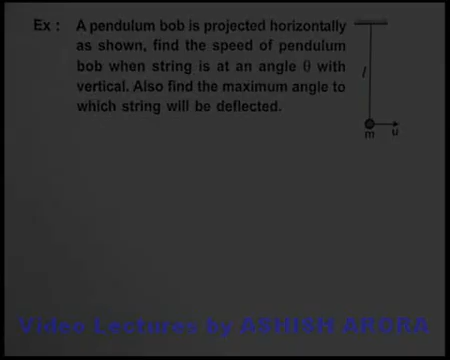 Ex : A pendulum bob is projected horizontally
as shown, find the speed of pendulum
bob when string is at an angle θ with
vertical. Also find the maximum angle to
which string will be deflected.
l
m u
Video Lectures by ASHISH ARORA